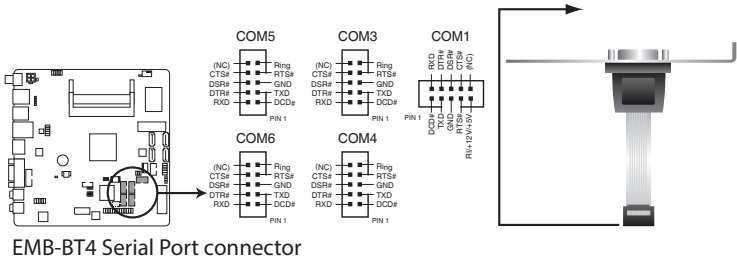 COM5
(NC) Ring
CTS# RTS#
DSR# GND
DTR# TXD
RXD DCD#
PIN 1
COM3
(NC) Ring
CTS# RTS#
DSR# GND
DTR# TXD
RXD DCD#
PIN 1
COM1
RXD
DTR#
DSR#
CTS#
(NC)
PIN 1
DCD#
TXD
GND
RTS#
RI/+12V/+5V
COM6
(NC) Ring
CTS# RTS#
DSR# GND
DTR# TXD
RXD DCD#
PIN 1
COM4
(NC) Ring
CTS# RTS#
DSR# GND
DTR# TXD
RXD DCD#
PIN 1
EMB-BT4 Serial Port connector